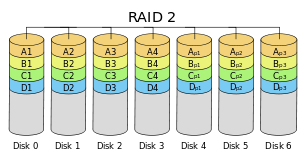 RAID 2
A1 A2 A3 A4 Ap1 Ap2 Ap3
B1 B2 B3 B4 Bp1 Bp2 Bp3
C1 C2 C3 C4 Cp1 Cp2 Cp3
D1 D2 D3 D4 Dp1 Dp2 Dp3
Disk 0 Disk 1 Disk 2 Disk 3 Disk 4 Disk 5 Disk 6